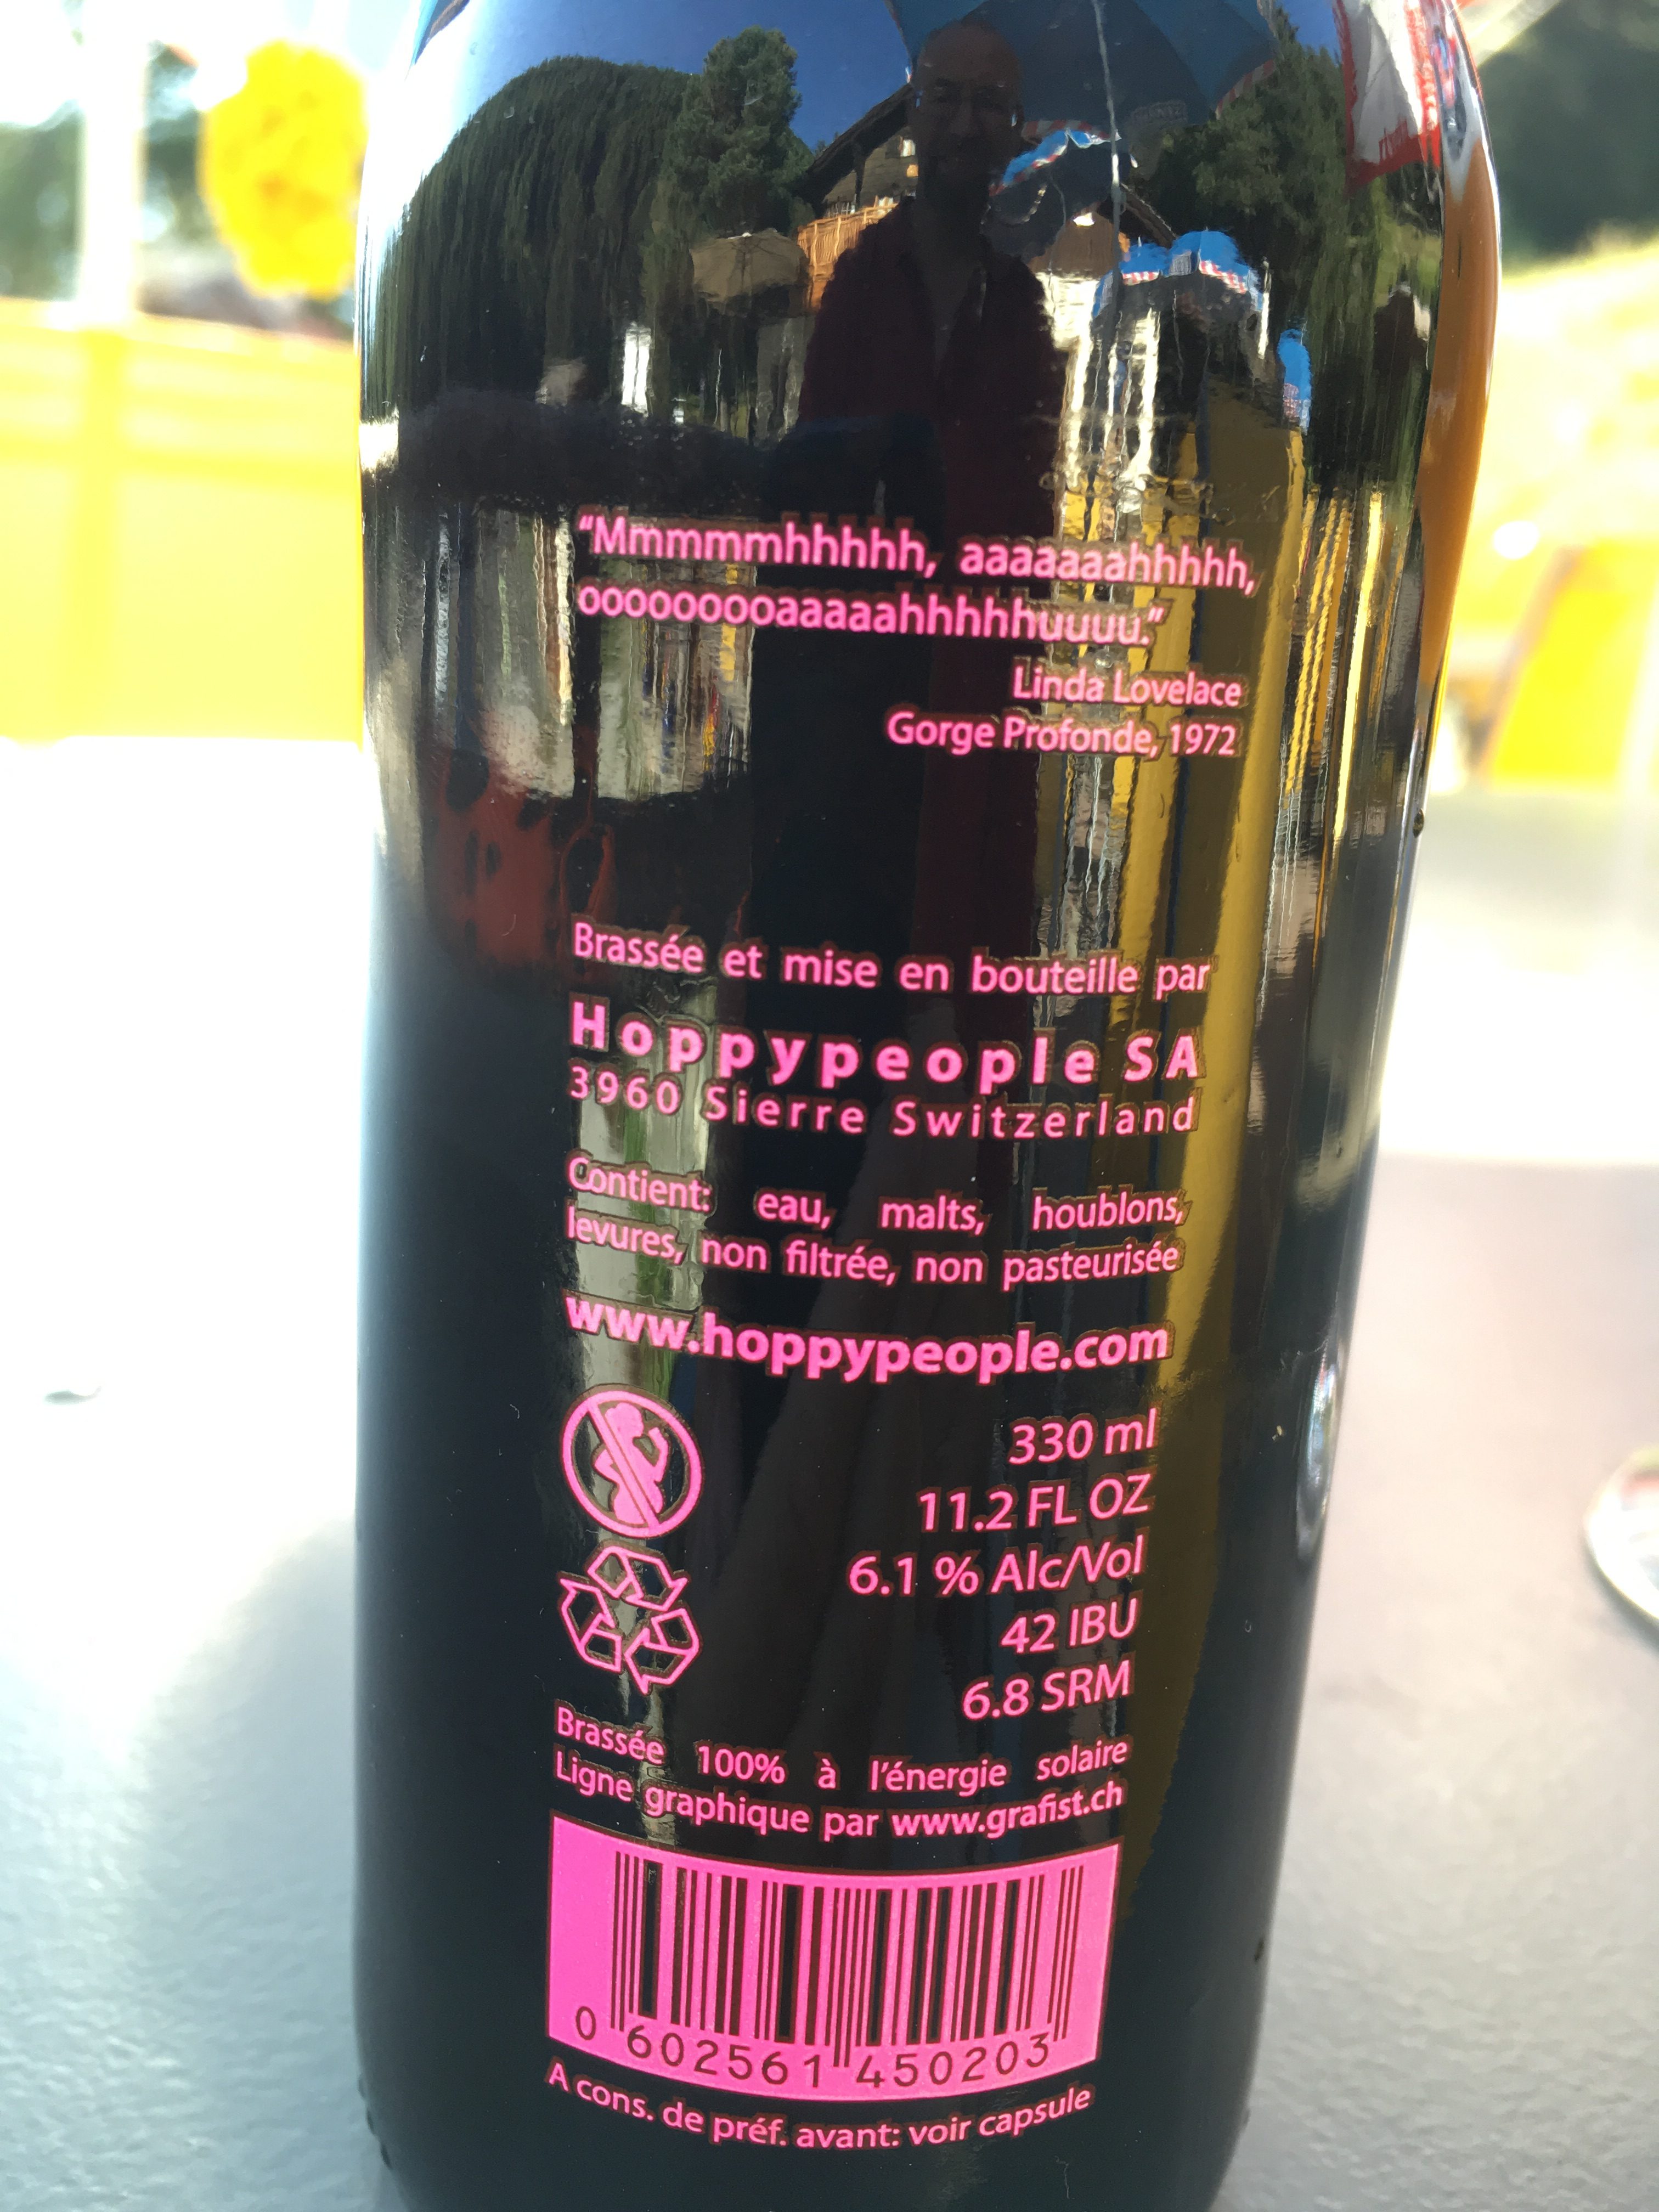 “Mmmmmhhhhh, aaaaaaahhhhh,
ooooooooaaaaahhhhhuuuu.”
Linda Lovelace
Gorge Profonde, 1972
Brassée et mise en bouteille par
Hoppypeople SA
3960 Sierre Switzerland
Contient: eau, malts, houblons,
levures, non filtrée, non pasteurisée
www.hoppypeople.com
330 ml
11.2 FL OZ
6.1 % Alc/Vol
42 IBU
6.8 SRM
Brassée 100% à l’énergie solaire
Ligne graphique par www.grafist.ch
0 602561 450203
A cons. de préf. avant: voir capsule